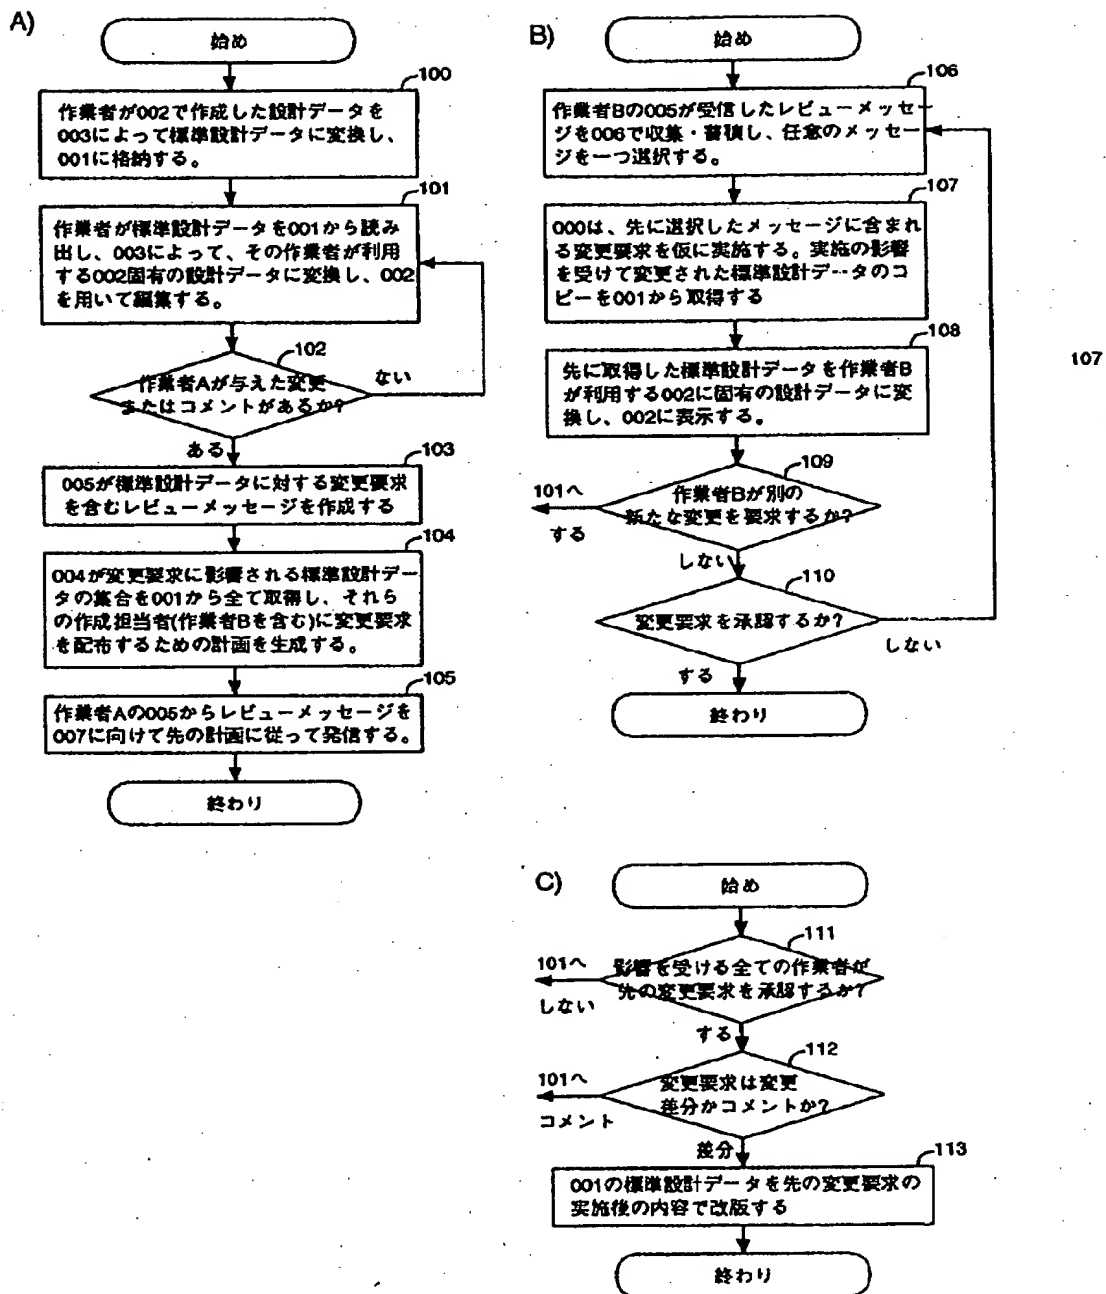 A)
始め
100
作業者が002で作成した設計データを
003によって標準設計データに変換し、
001に格納する。
101
作業者が標準設計データを001から読み
出し、003によって、その作業者が利用
する002固有の設計データに変換し、002
を用いて編集する。
102
作業者Aが与えた変更
またはコメントがあるか?
ない
ある
103
005が標準設計データに対する変更要求
を含むレビューメッセージを作成する
104
004が変更要求に影響される標準設計デー
タの集合を001から全て取得し、それら
の作成担当者(作業者Bを含む)に変更要求
を配布するための計画を生成する。
105
作業者Aの005からレビューメッセージを
007に向けて先の計画に従って発信する。
終わり
B)
始め
106
作業者Bの005が受信したレビューメッセー
ジを006で収集・蓄積し、任意のメッセー
ジを一つ選択する。
107
000は、先に選択したメッセージに含まれ
る変更要求を仮に実施する。実施の影響
を受けて変更された標準設計データのコ
ピーを001から取得する
108
先に取得した標準設計データを作業者B
が利用する002に固有の設計データに変
換し、002に表示する。
109
作業者Bが別の
新たな変更を要求するか?
101へ
する
しない
110
変更要求を承認するか?
しない
する
終わり
107
C)
始め
111
影響を受ける全ての作業者が
先の変更要求を承認するか?
101へ
しない
する
112
変更要求は変更
差分かコメントか?
101へ
コメント
差分
113
001の標準設計データを先の変更要求の
実施後の内容で改版する
終わり